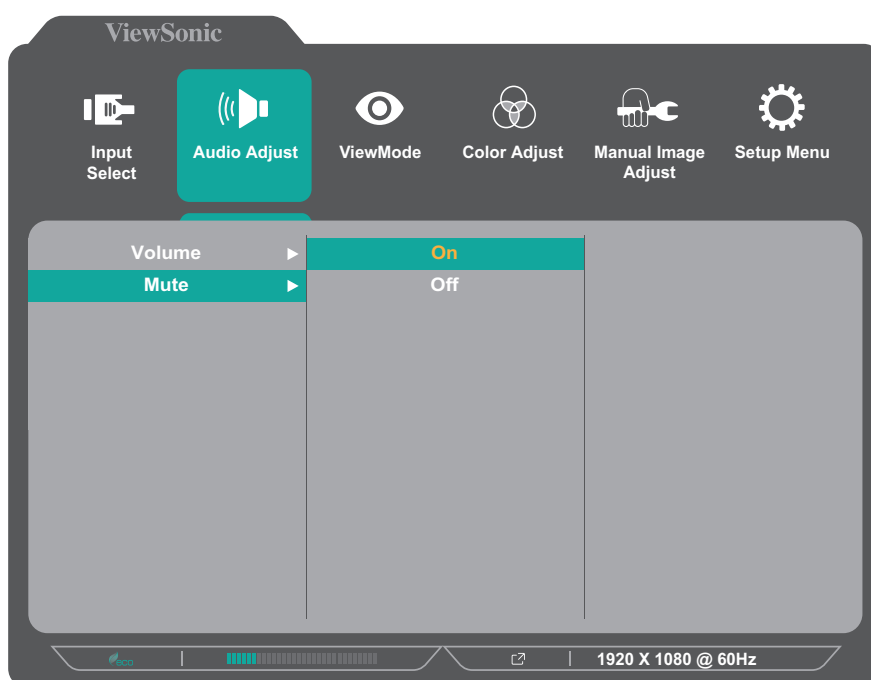 ViewSonic
Input
Select
Audio Adjust
ViewMode
Color Adjust
Manual Image
Adjust
Setup Menu
Volume
On
Mute
Off
eco
1920 X 1080 @ 60Hz